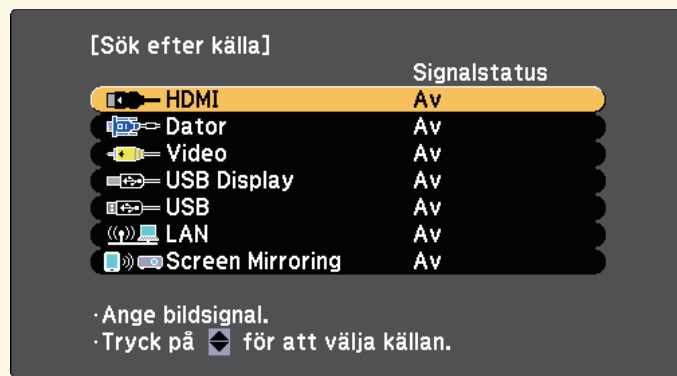 [Sök efter källa]
Signalstatus
HDMI Av
Dator Av
Video Av
USB Display Av
USB Av
LAN Av
Screen Mirroring Av
·Ange bildsignal.
·Tryck på för att välja källan.